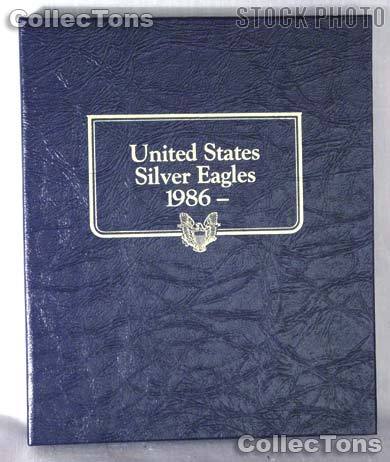 CollecTons
STOCK PHOTO
United States
Silver Eagles
1986 –
CollecTons